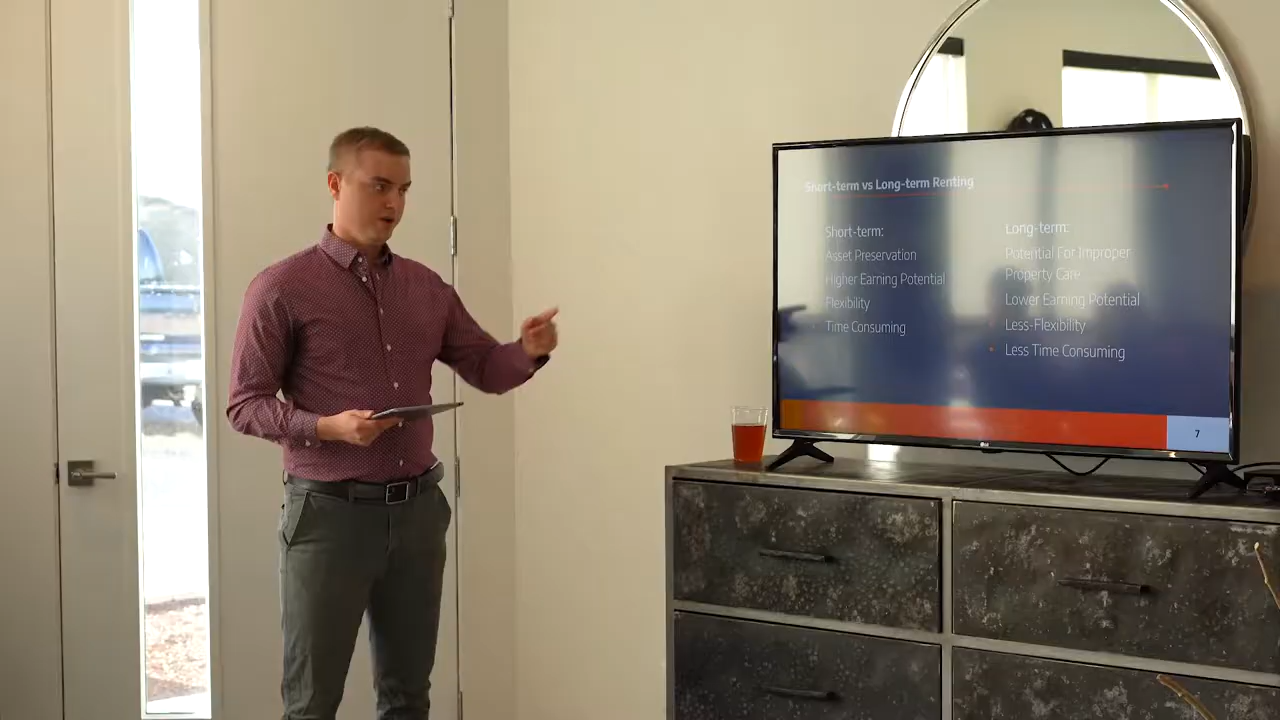 Short-term vs Long-term Renting
Short-term:
Asset Preservation
Higher Earning Potential
Flexibility
Time Consuming
Long-term:
Potential For Improper
Property Care
Lower Earning Potential
Less-Flexibility
Less Time Consuming
7
LG